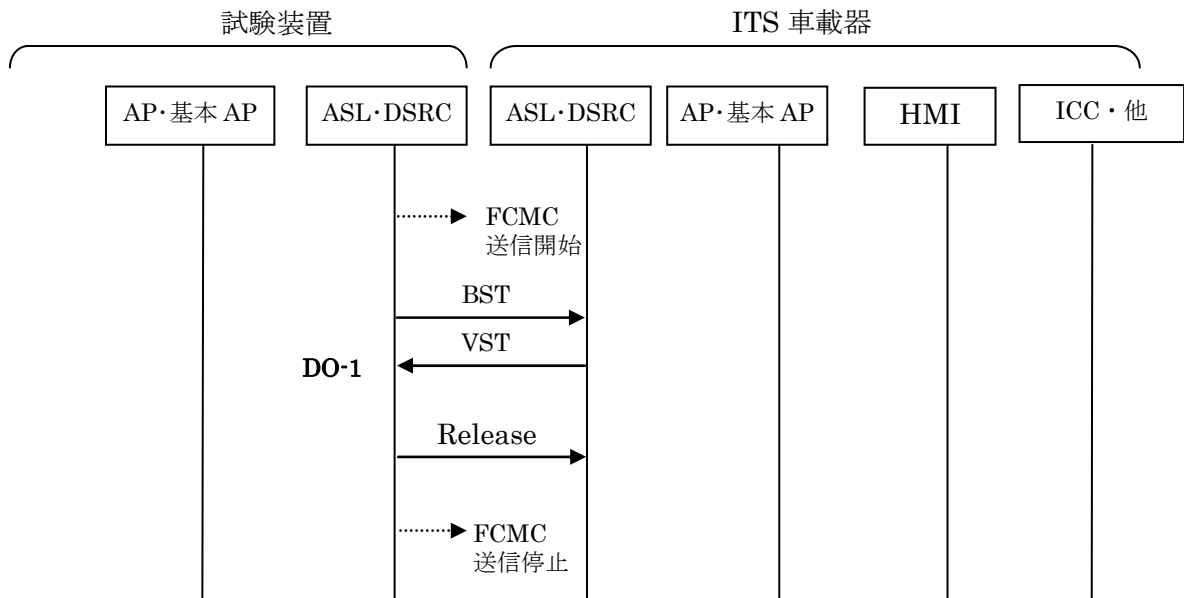 試験装置
ITS 車載器
AP・基本 AP
ASL・DSRC
ASL・DSRC
AP・基本 AP
HMI
ICC・他
FCMC
送信開始
BST
VST
DO-1
Release
FCMC
送信停止